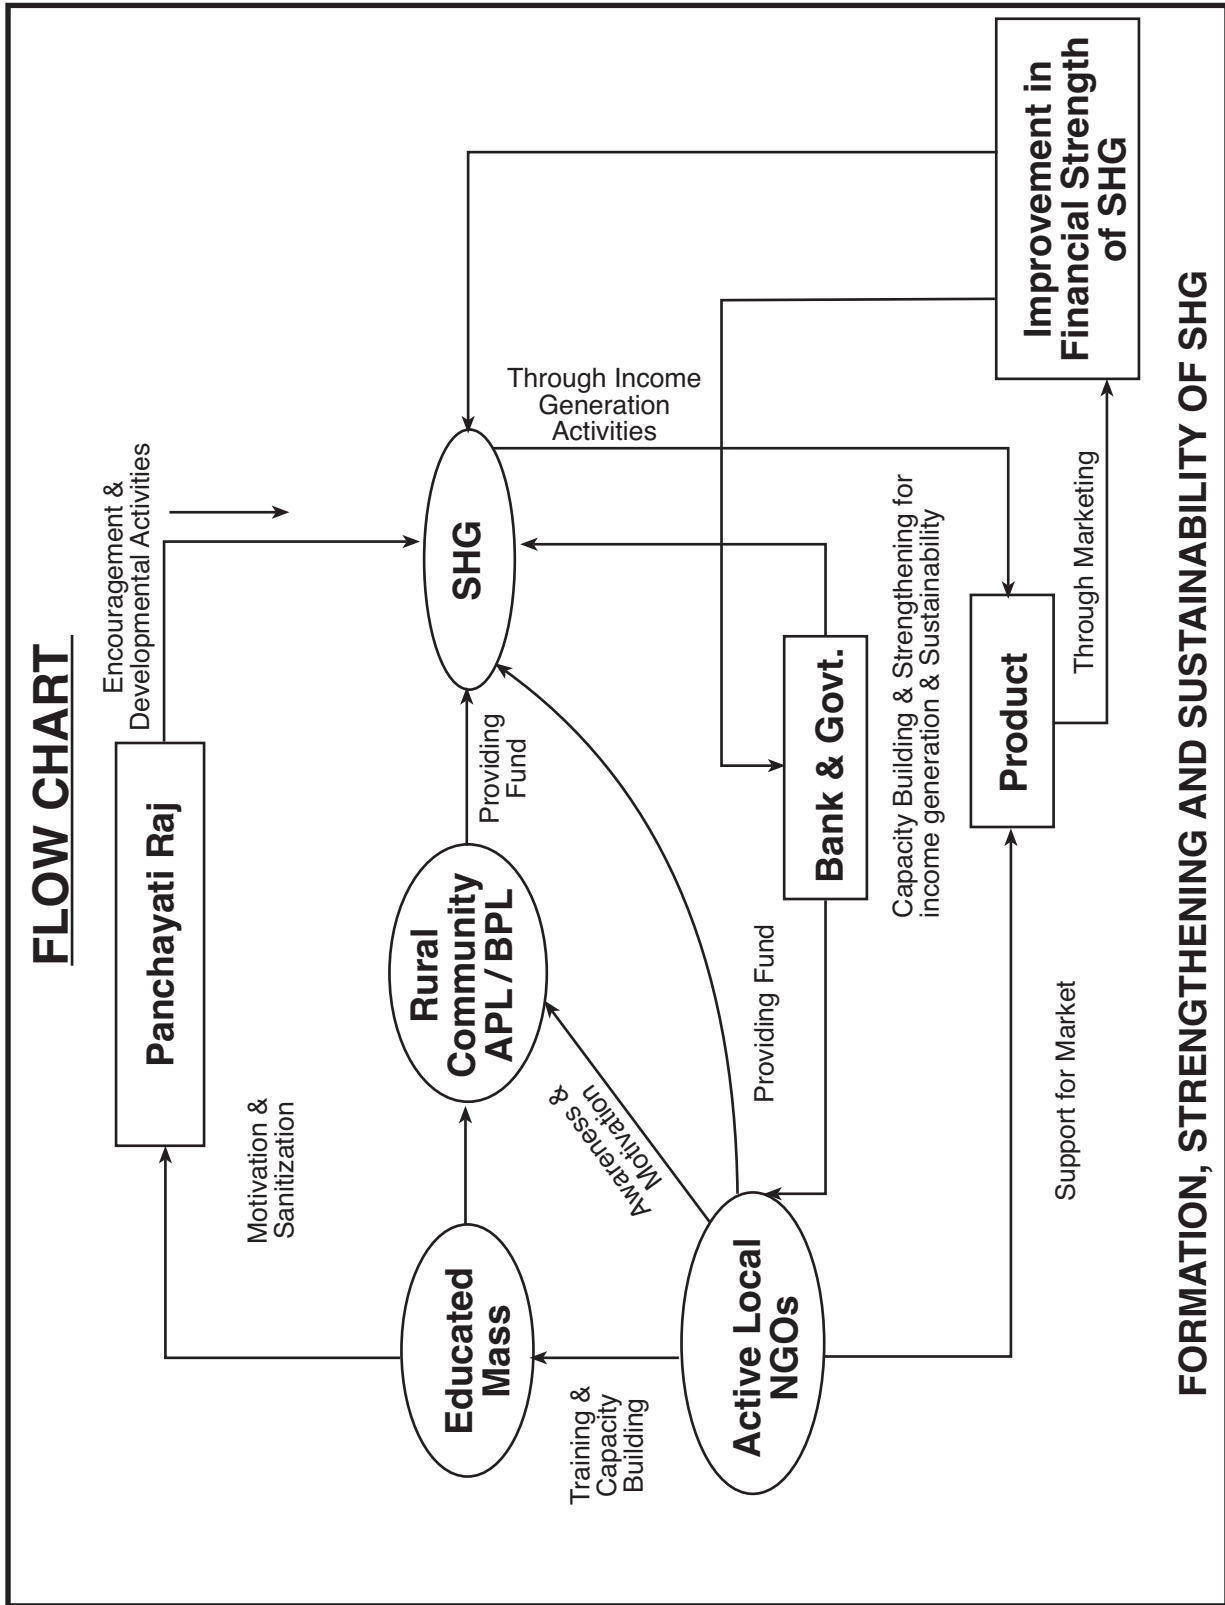 FLOW CHART
Encouragement &
Developmental Activities
Panchayati Raj
Motivation &
Sanitization
Educated
Mass
Rural
Community
APL / BPL
Providing
Fund
SHG
Through Income
Generation
Activities
Training &
Capacity
Building
Awareness &
Motivation
Active Local
NGOs
Providing Fund
Bank & Govt.
Capacity Building & Strengthening for
income generation & Sustainability
Product
Support for Market
Through Marketing
Improvement in
Financial Strength
of SHG
FORMATION, STRENGTHENING AND SUSTAINABILITY OF SHG